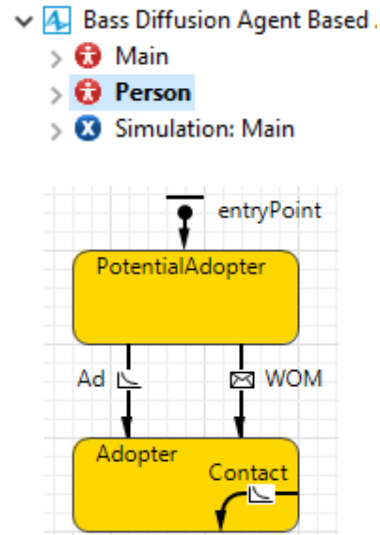 Bass Diffusion Agent Based
Main
Person
Simulation: Main
entryPoint
PotentialAdopter
Ad
WOM
Adopter
Contact